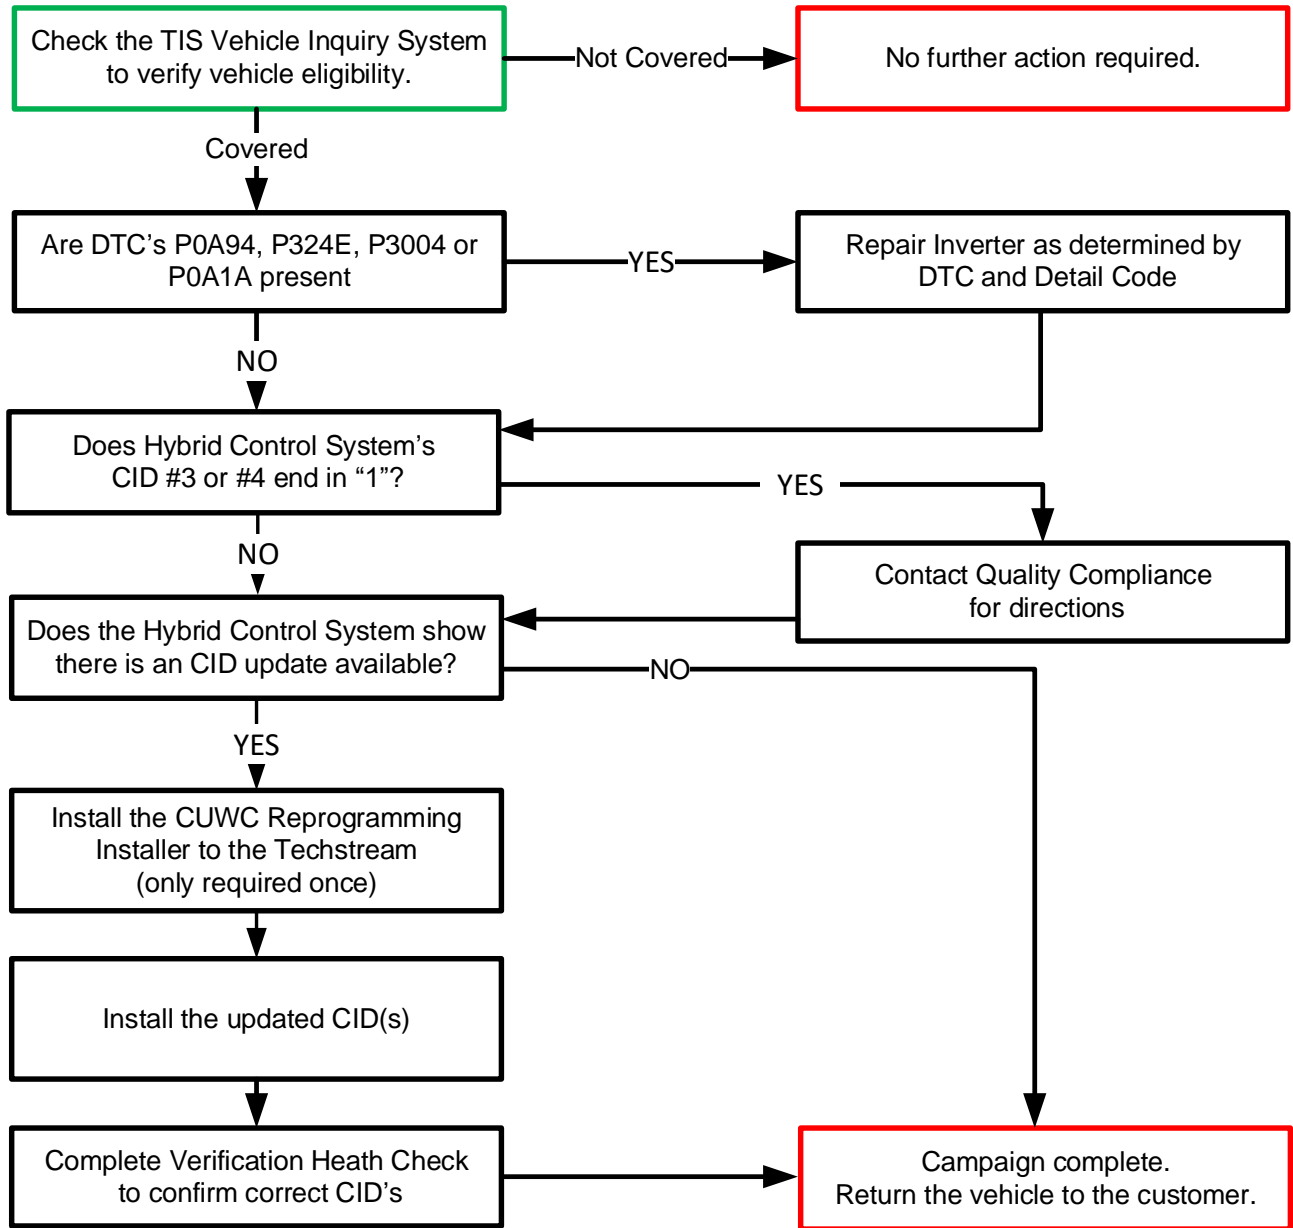 Check the TIS Vehicle Inquiry System
to verify vehicle eligibility.
Not Covered
No further action required.
Covered
Are DTC’s P0A94, P324E, P3004 or
P0A1A present
YES
Repair Inverter as determined by
DTC and Detail Code
NO
Does Hybrid Control System’s
CID #3 or #4 end in “1”?
YES
NO
Contact Quality Compliance
for directions
Does the Hybrid Control System show
there is an CID update available?
NO
YES
Install the CUWC Reprogramming
Installer to the Techstream
(only required once)
Install the updated CID(s)
Complete Verification Heath Check
to confirm correct CID’s
Campaign complete.
Return the vehicle to the customer.